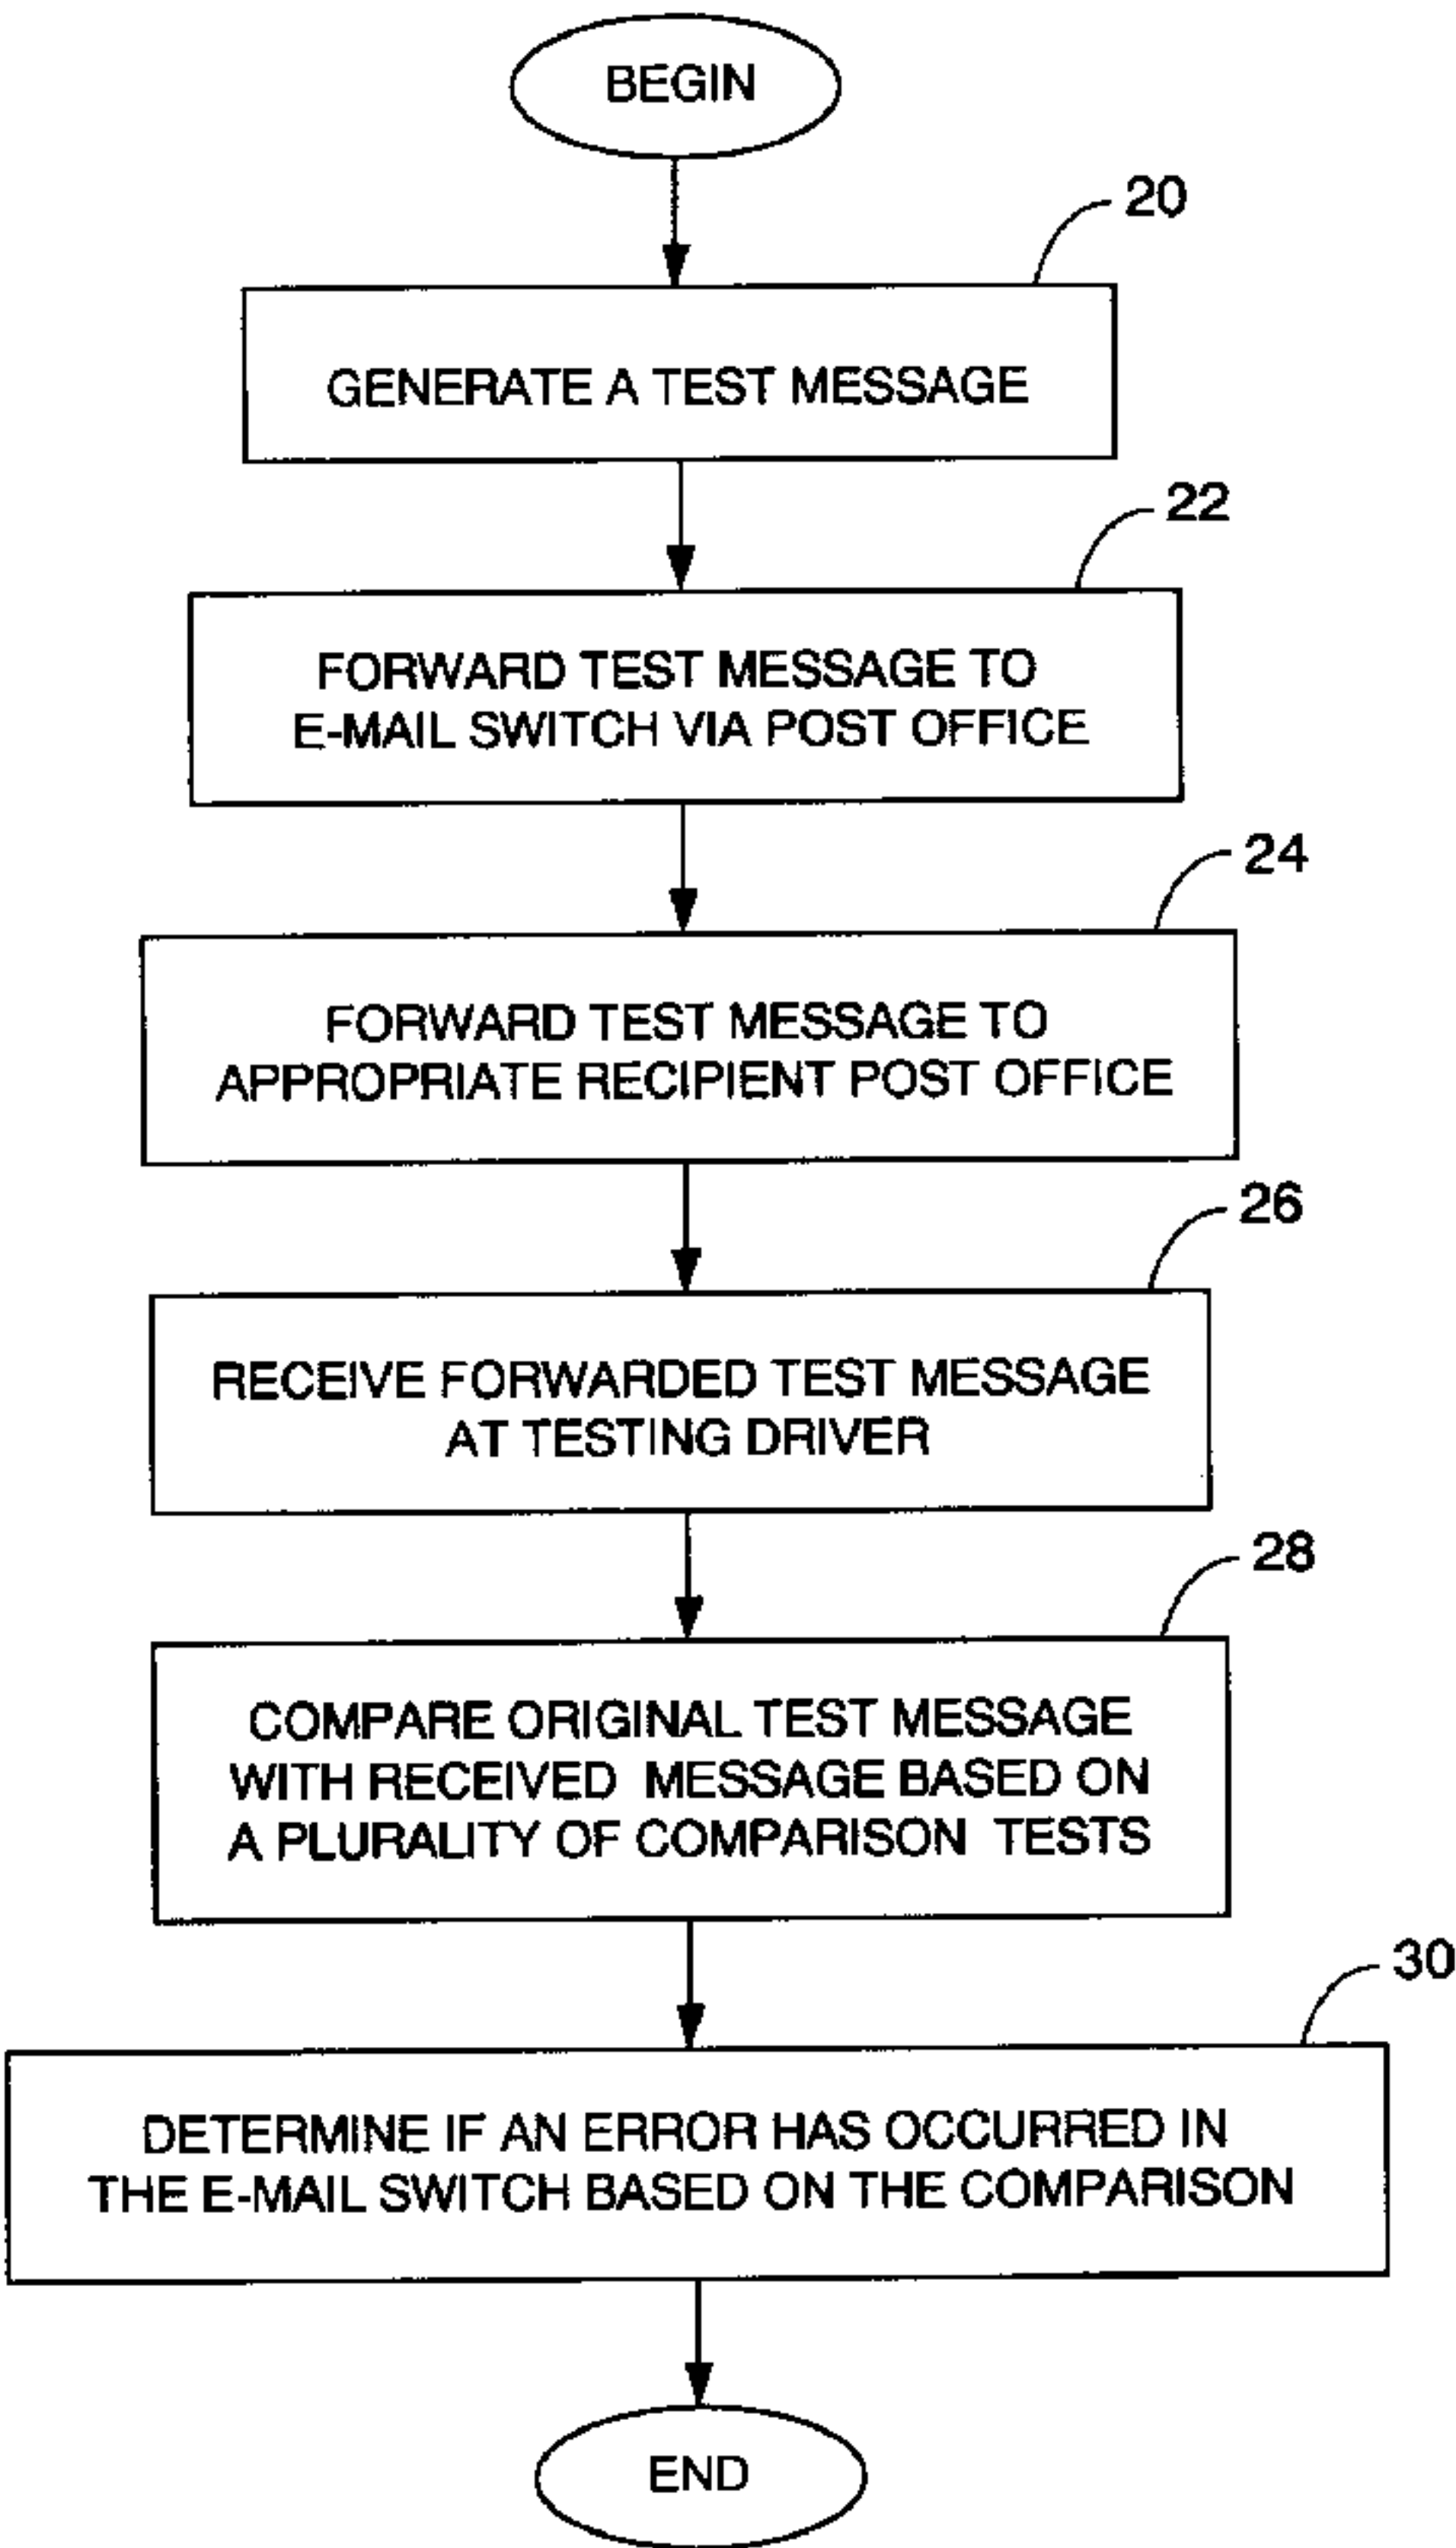 BEGIN
20
GENERATE A TEST MESSAGE
22
FORWARD TEST MESSAGE TO
E-MAIL SWITCH VIA POST OFFICE
24
FORWARD TEST MESSAGE TO
APPROPRIATE RECIPIENT POST OFFICE
26
RECEIVE FORWARDED TEST MESSAGE
AT TESTING DRIVER
28
COMPARE ORIGINAL TEST MESSAGE
WITH RECEIVED MESSAGE BASED ON
A PLURALITY OF COMPARISON TESTS
30
DETERMINE IF AN ERROR HAS OCCURRED IN
THE E-MAIL SWITCH BASED ON THE COMPARISON
END